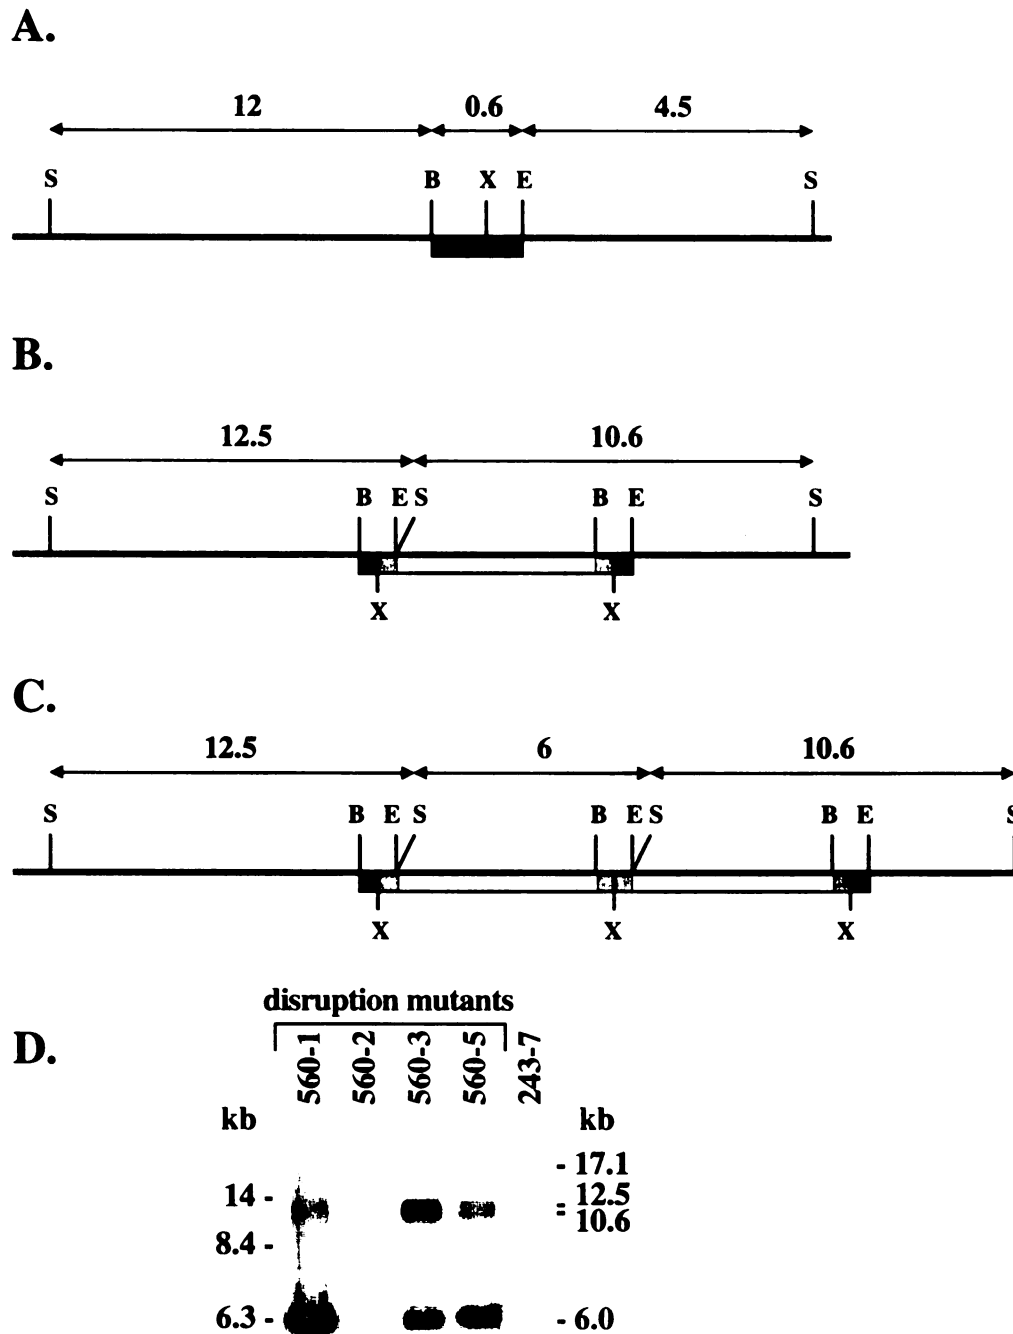 A.
12 0.6 4.5
S B X E S
B.
12.5 10.6
S B E S B E S
X X
C.
12.5 6 10.6
S B E S B E S B E S
X X X
disruption mutants
D.
560-1 560-2 560-3 560-5 243-7
kb kb
- 17.1
14 - - 12.5
- 10.6
8.4 -
6.3 - - 6.0